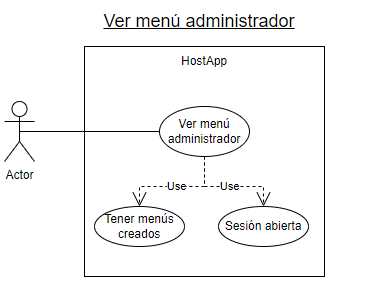 Ver menú administrador
HostApp
Ver menú
administrador
Actor
Use
Use
Tener menús
creados
Sesión abierta